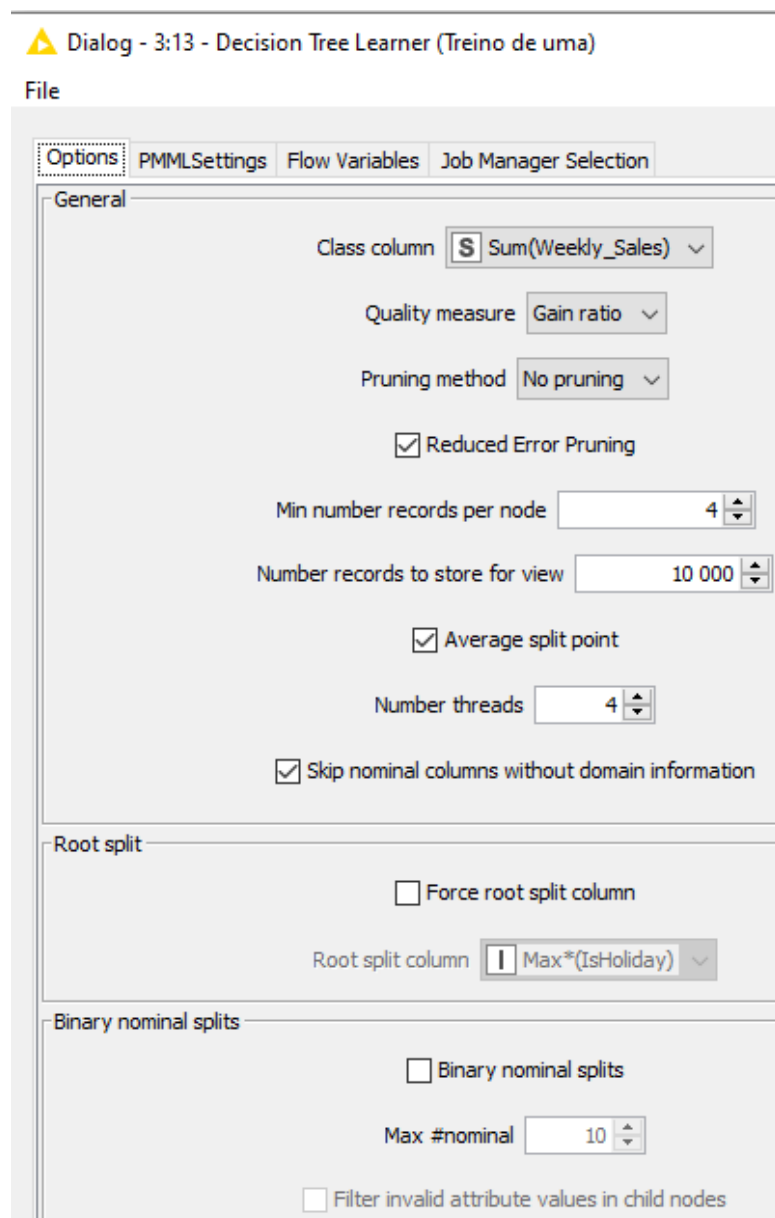 Dialog - 3:13 - Decision Tree Learner (Treino de uma)
File
Options PMMLSettings Flow Variables Job Manager Selection
General
Class column S Sum(Weekly_Sales)
Quality measure Gain ratio
Pruning method No pruning
Reduced Error Pruning
Min number records per node 4
Number records to store for view 10 000
Average split point
Number threads 4
Skip nominal columns without domain information
Root split
Force root split column
Root split column I Max*(IsHoliday)
Binary nominal splits
Binary nominal splits
Max #nominal 10
Filter invalid attribute values in child nodes